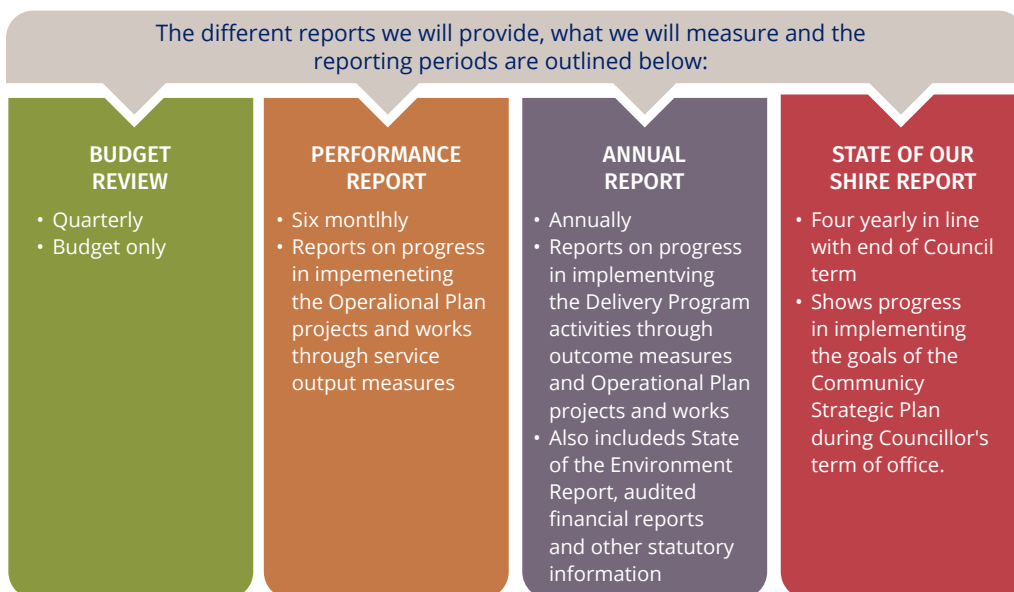 The different reports we will provide, what we will measure and the
reporting periods are outlined below:
BUDGET
REVIEW
• Quarterly
• Budget only
PERFORMANCE
REPORT
• Six montlhly
• Reports on progress
in impemeneting
the Operalional Plan
projects and works
through service
output measures
ANNUAL
REPORT
• Annually
• Reports on progress
in implementving
the Delivery Program
activities through
outcome measures
and Operational Plan
projects and works
• Also includeds State
of the Environment
Report, audited
financial reports
and other statutory
information
STATE OF OUR
SHIRE REPORT
• Four yearly in line
with end of Council
term
• Shows progress
in implementing
the goals of the
Communicy
Strategic Plan
during Councillor's
term of office.